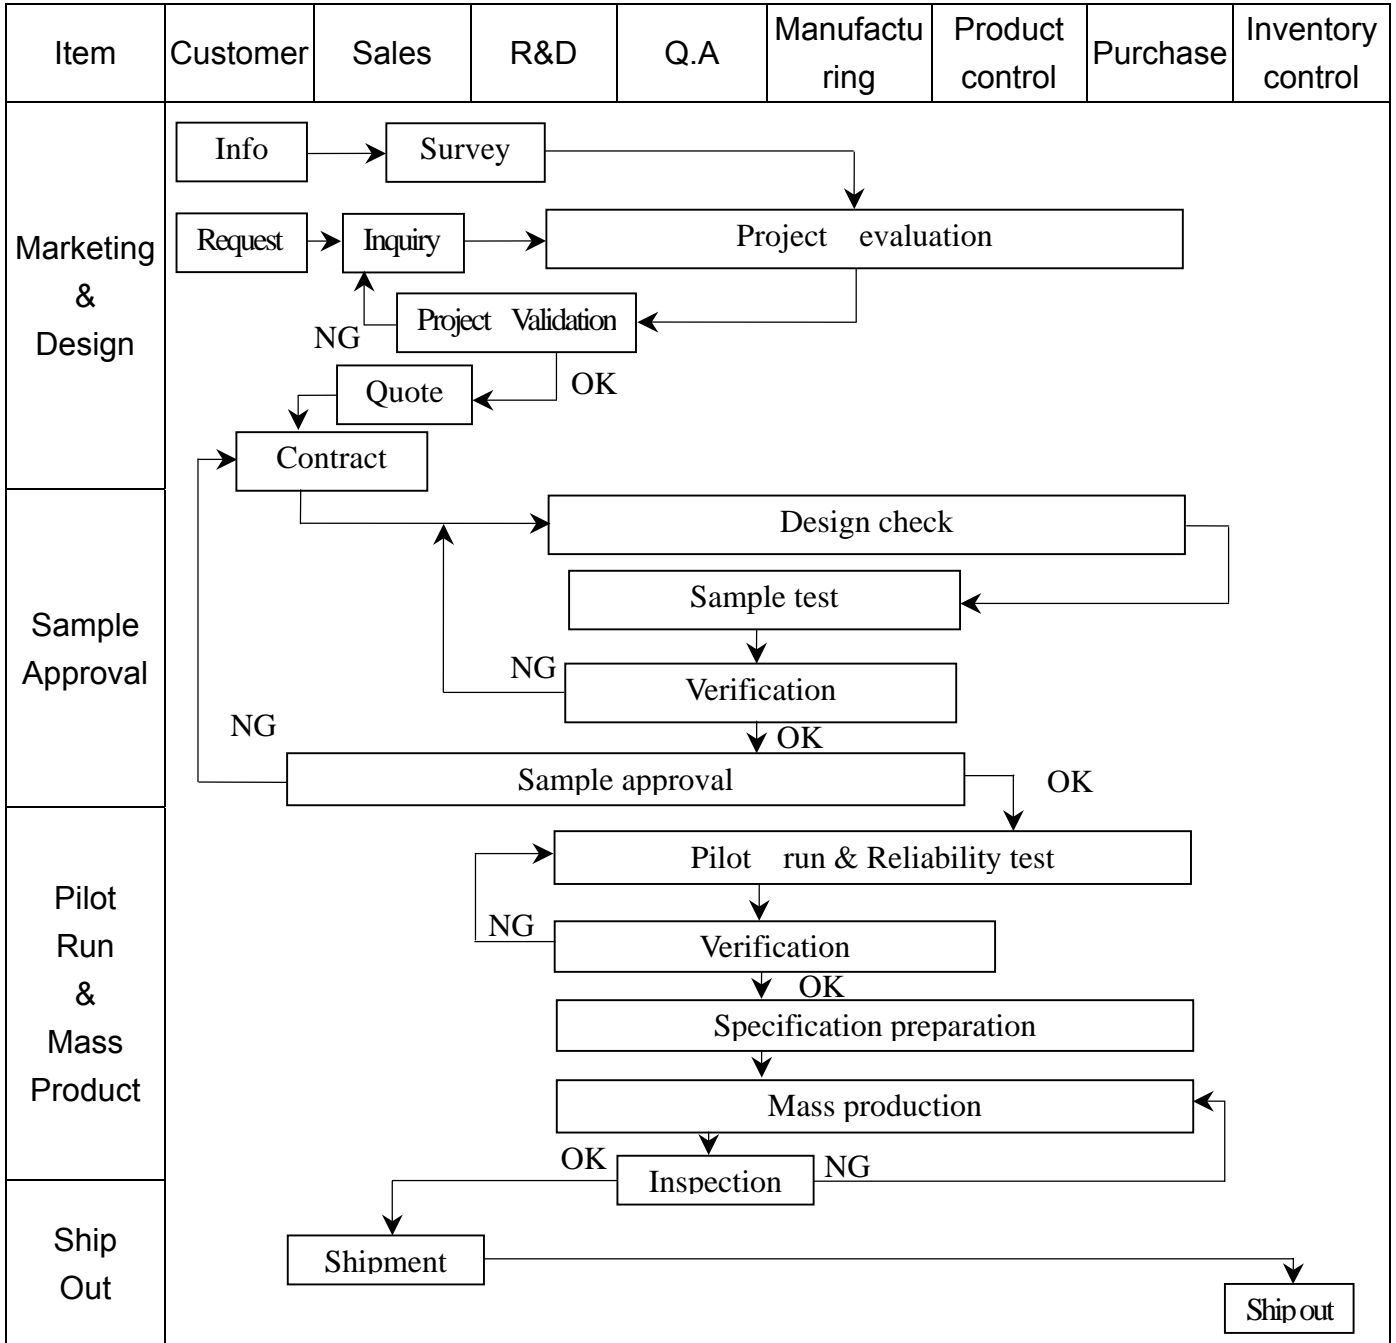 Item
Customer
Sales
R&D
Q.A
Manufactu
ring
Product
control
Purchase
Inventory
control
Marketing
&
Design
Info
Survey
Request
Inquiry
Project evaluation
Project Validation
NG
OK
Quote
Contract
Sample
Approval
Design check
Sample test
NG
Verification
NG
OK
Sample approval
OK
Pilot
Run
&
Mass
Product
Pilot run & Reliability test
NG
Verification
OK
Specification preparation
Mass production
OK
Inspection
NG
Ship
Out
Shipment
Ship out